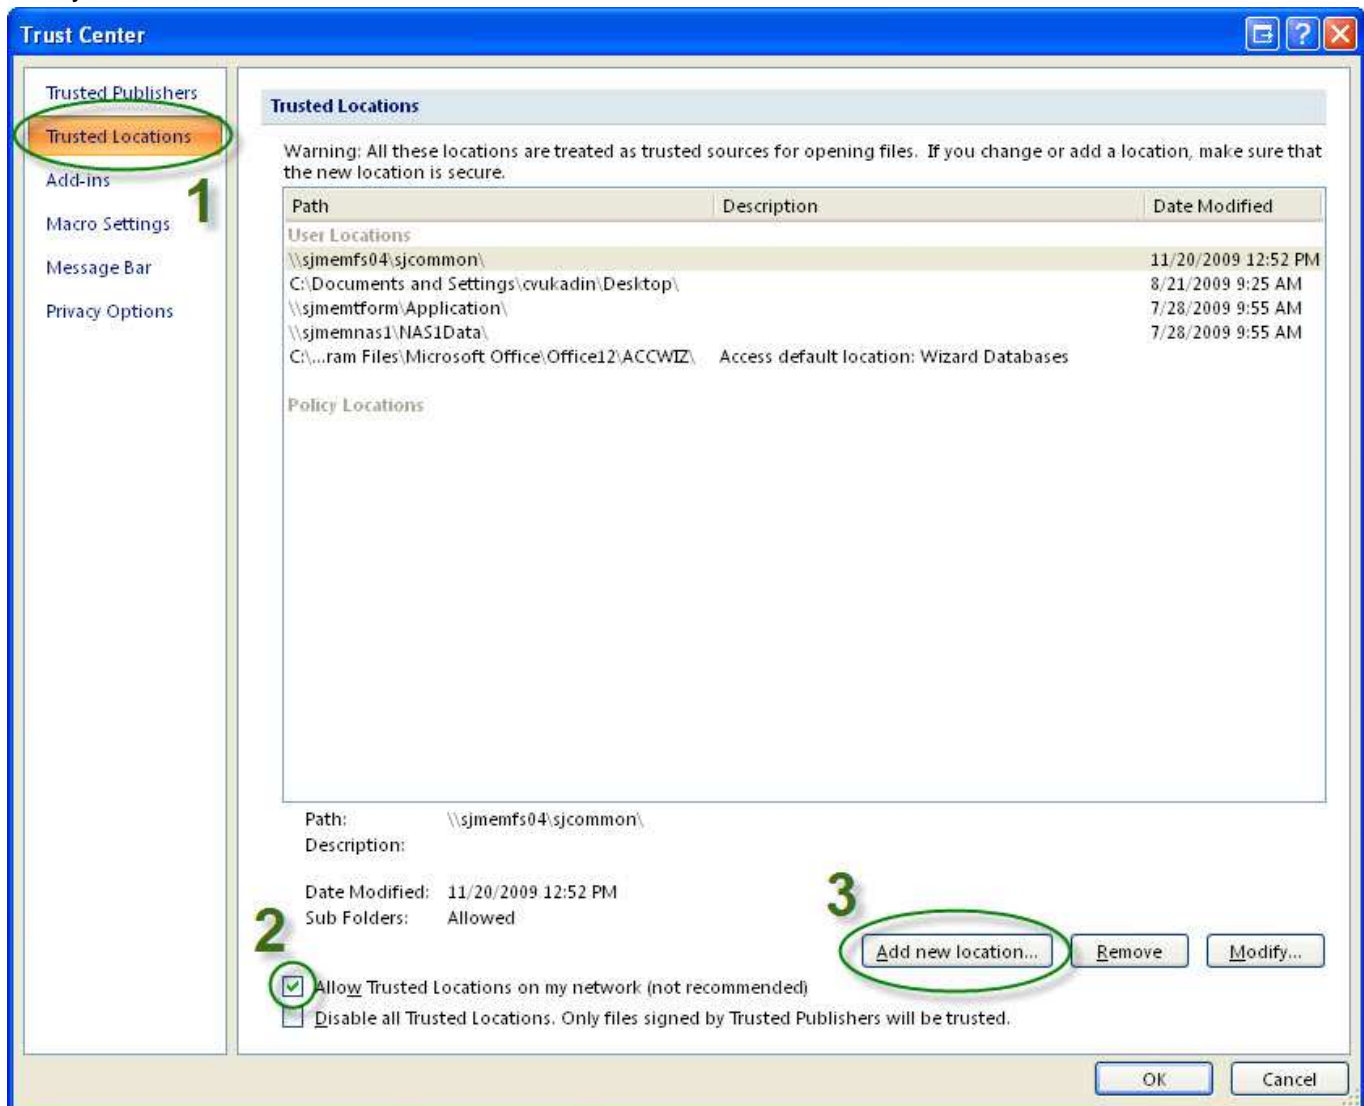 Trust Center
Trusted Publishers
Trusted Locations
1
Add-ins
Macro Settings
Message Bar
Privacy Options
Trusted Locations
Warning: All these locations are treated as trusted sources for opening files. If you change or add a location, make sure that
the new location is secure.
Path Description Date Modified
User Locations
\\sjmemfs04\sjcommon\ 11/20/2009 12:52 PM
C:\Documents and Settings\cvukadin\Desktop\ 8/21/2009 9:25 AM
\\sjmemtform\Application\ 7/28/2009 9:55 AM
\\sjmemnas1\NAS1Data\ 7/28/2009 9:55 AM
C:\...ram Files\Microsoft Office\Office12\ACCWIZ\ Access default location: Wizard Databases
Policy Locations
Path: \\sjmemfs04\sjcommon\
Description:
Date Modified: 11/20/2009 12:52 PM
Sub Folders: Allowed
3
Add new location... Remove Modify...
2
Allow Trusted Locations on my network (not recommended)
Disable all Trusted Locations. Only files signed by Trusted Publishers will be trusted.
OK Cancel